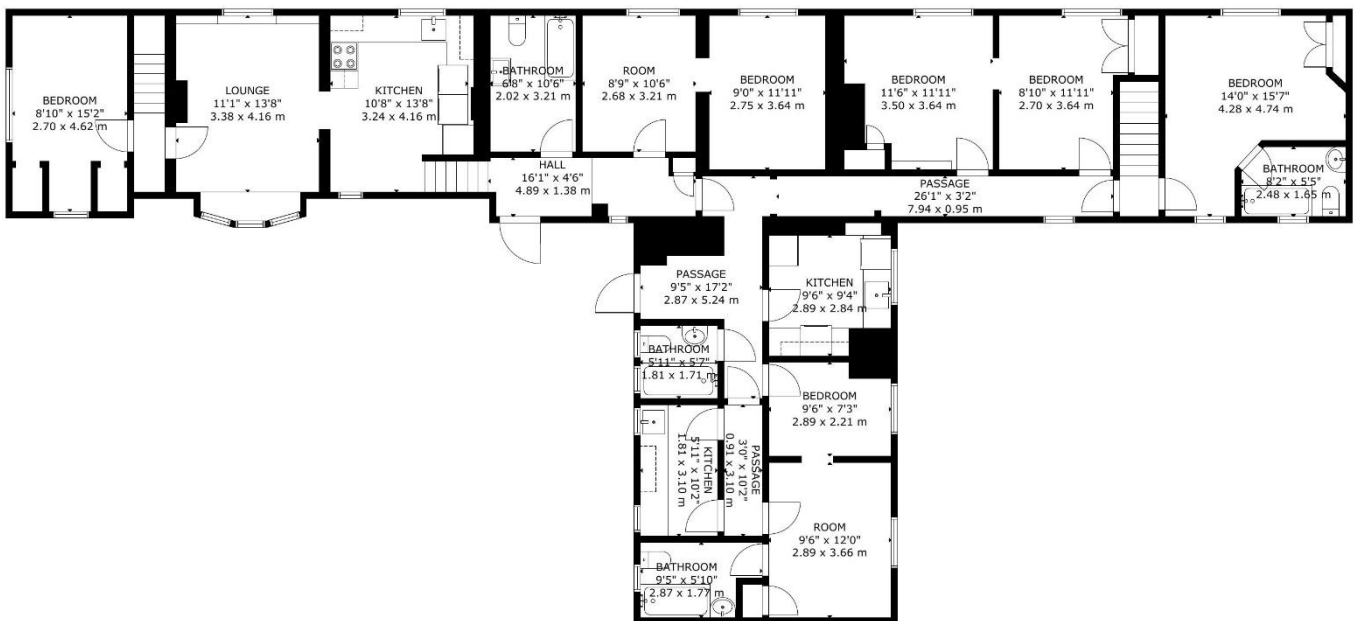 BEDROOM
8'10" x 15'2"
2.70 x 4.62 m
LOUNGE
11'1" x 13'8"
3.38 x 4.16 m
KITCHEN
10'8" x 13'8"
3.24 x 4.16 m
BATHROOM
6'8" x 10'6"
2.02 x 3.21 m
ROOM
8'9" x 10'6"
2.68 x 3.21 m
BEDROOM
9'0" x 11'11"
2.75 x 3.64 m
BEDROOM
11'6" x 11'11"
3.50 x 3.64 m
BEDROOM
8'10" x 11'11"
2.70 x 3.64 m
BEDROOM
14'0" x 15'7"
4.28 x 4.74 m
BATHROOM
8'2" x 5'5"
2.48 x 1.65 m
HALL
16'1" x 4'6"
4.89 x 1.38 m
PASSAGE
26'1" x 3'2"
7.94 x 0.95 m
PASSAGE
9'5" x 17'2"
2.87 x 5.24 m
KITCHEN
9'6" x 9'4"
2.89 x 2.84 m
BATHROOM
5'11" x 5'7"
1.81 x 1.71 m
BEDROOM
9'6" x 7'3"
2.89 x 2.21 m
KITCHEN
5'11" x 10'2"
1.81 x 3.10 m
PASSAGE
3'0" x 10'2"
0.91 x 3.10 m
ROOM
9'6" x 12'0"
2.89 x 3.66 m
BATHROOM
9'5" x 5'10"
2.87 x 1.77 m